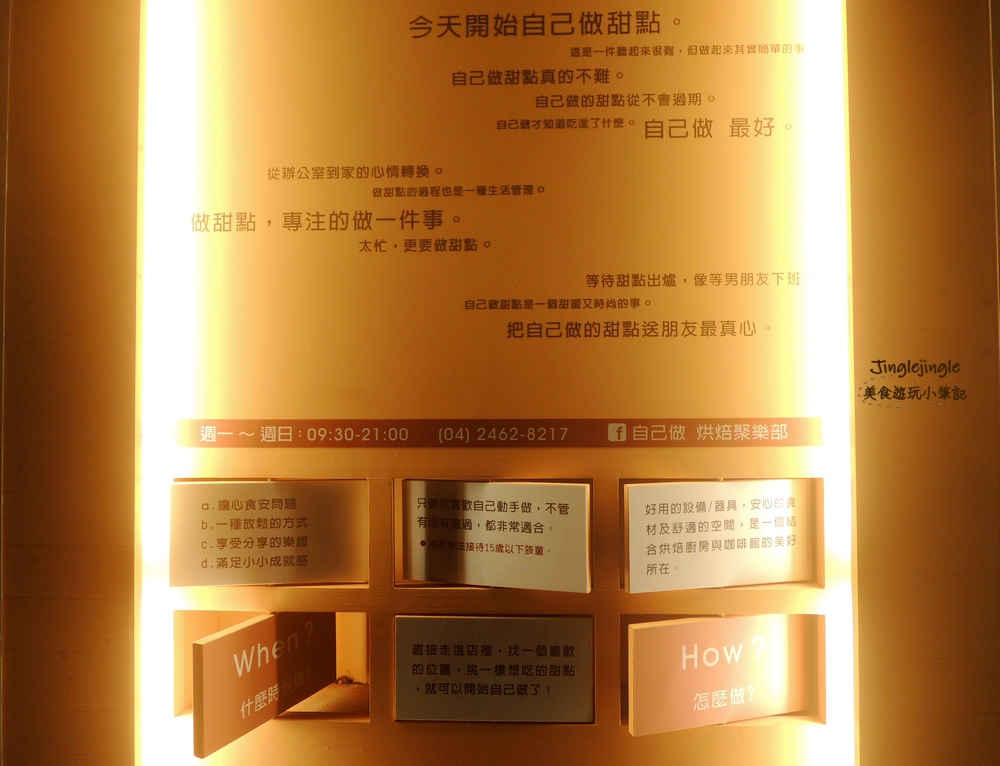 今天開始自己做甜點。
這是一件聽起來很難，但做起來其實簡單的事
自己做甜點真的不難。
自己做的甜點從不會過期。
自己做才知道吃進了什麼。
自己做 最好。
從辦公室到家的心情轉換。
做甜點的過程也是一種生活管理。
做甜點，專注的做一件事。
太忙，更要做甜點。
等待甜點出爐，像等男朋友下班
自己做甜點是一個甜蜜又時尚的事。
把自己做的甜點送朋友最真心。
Jinglejingle
美食遊玩小筆記
週一～週日：09:30-21:00 (04) 2462-8217 f 自己做 烘焙聚樂部
a.擔心食安問題
b.一種放鬆的方式
c.享受分享的樂趣
d.滿足小小成就感
只要你喜歡自己動手做，不管
有沒有做過，都非常適合。
法接待15歲以下孩童。
好用的設備/器具，安心的食
材及舒適的空間，是一個結
合烘焙廚房與咖啡館的美好
所在。
When?
什麼時候做?
直接走進店裡，找一個喜歡
的位置，挑一樣想吃的甜點
，就可以開始自己做了！
How?
怎麼做?